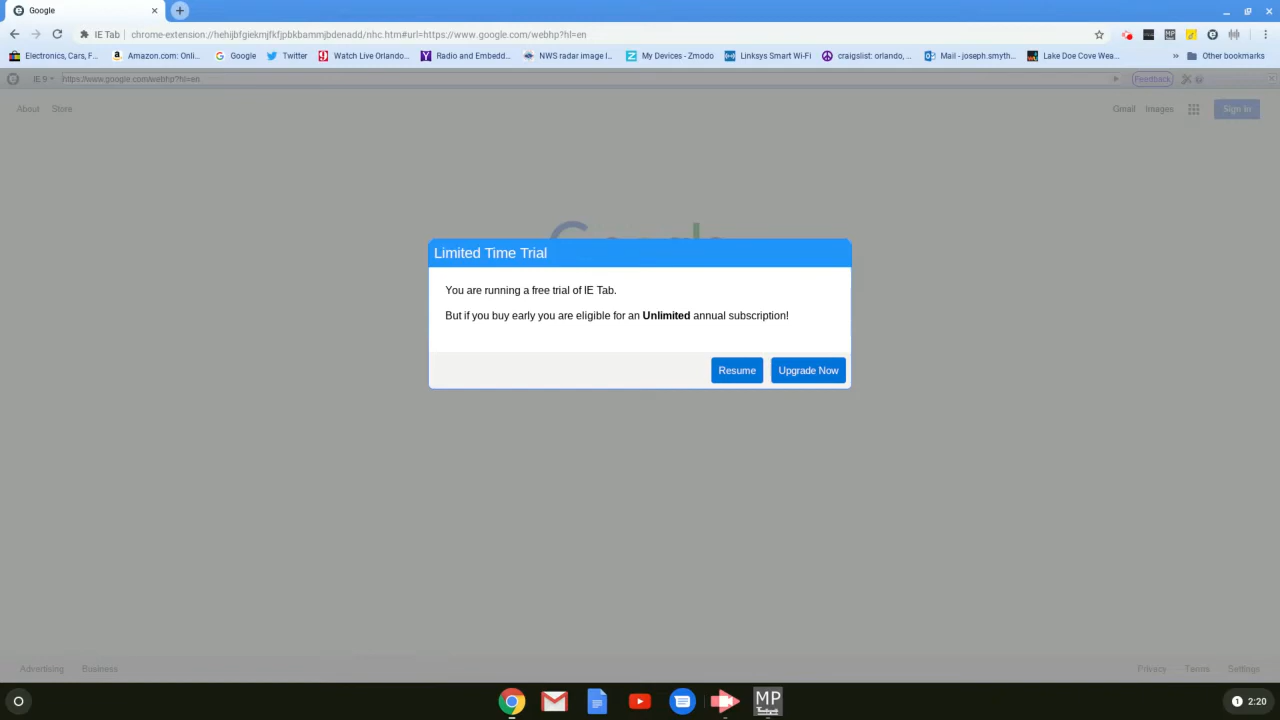 Google
IE Tab chrome-extension://hehijbfgiekmjfkfjpbkbammjbdenadd/nhc.htm#url=https://www.google.com/webhp?hl=en
Electronics, Cars, F... Amazon.com: Onli... Google Twitter Watch Live Orlando... Radio and Embedd... NWS radar image l... My Devices - Zmodo Linksys Smart Wi-Fi craigslist: orlando, ... Mail - joseph.smyth... Lake Doe Cove Wea... » Other bookmarks
IE 9 https://www.google.com/webhp?hl=en Feedback
About Store Gmail Images Sign in
Limited Time Trial
You are running a free trial of IE Tab.
But if you buy early you are eligible for an Unlimited annual subscription!
Resume Upgrade Now
Advertising Business Privacy Terms Settings
MP 1 2:20